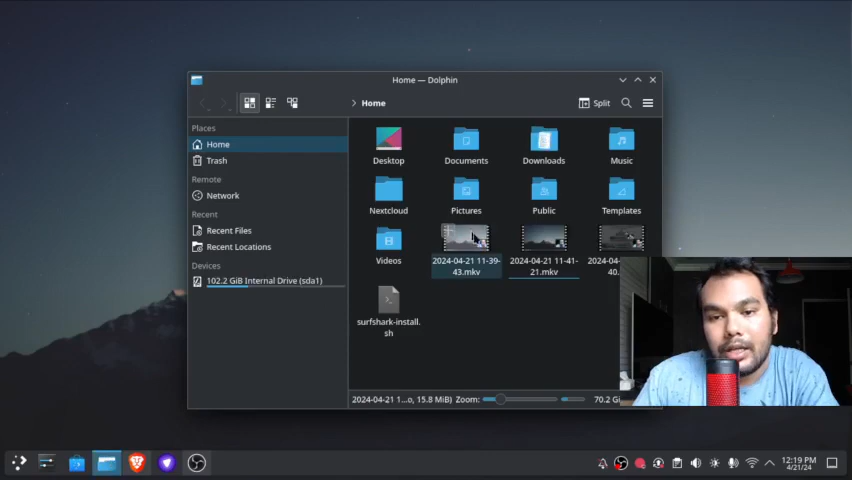 Home — Dolphin
Home
Split
Places
Home
Trash
Remote
Network
Recent
Recent Files
Recent Locations
Devices
102.2 GiB Internal Drive (sda1)
Desktop
Documents
Downloads
Music
Nextcloud
Pictures
Public
Templates
Videos
2024-04-21 11-39-
43.mkv
2024-04-21 11-41-
21.mkv
2024-04-
40.
surfshark-install.
sh
2024-04-21 1...o, 15.8 MiB)
Zoom:
70.2 G
12:19 PM
4/21/24